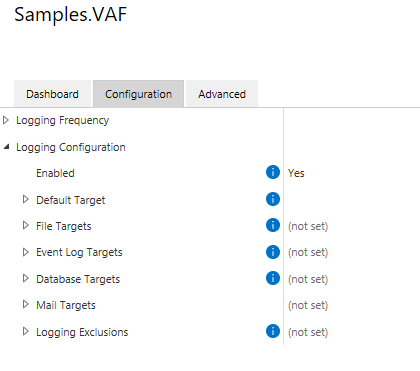 Samples.VAF
Dashboard Configuration Advanced
Logging Frequency
Logging Configuration
Enabled Yes
Default Target
File Targets (not set)
Event Log Targets (not set)
Database Targets (not set)
Mail Targets (not set)
Logging Exclusions (not set)